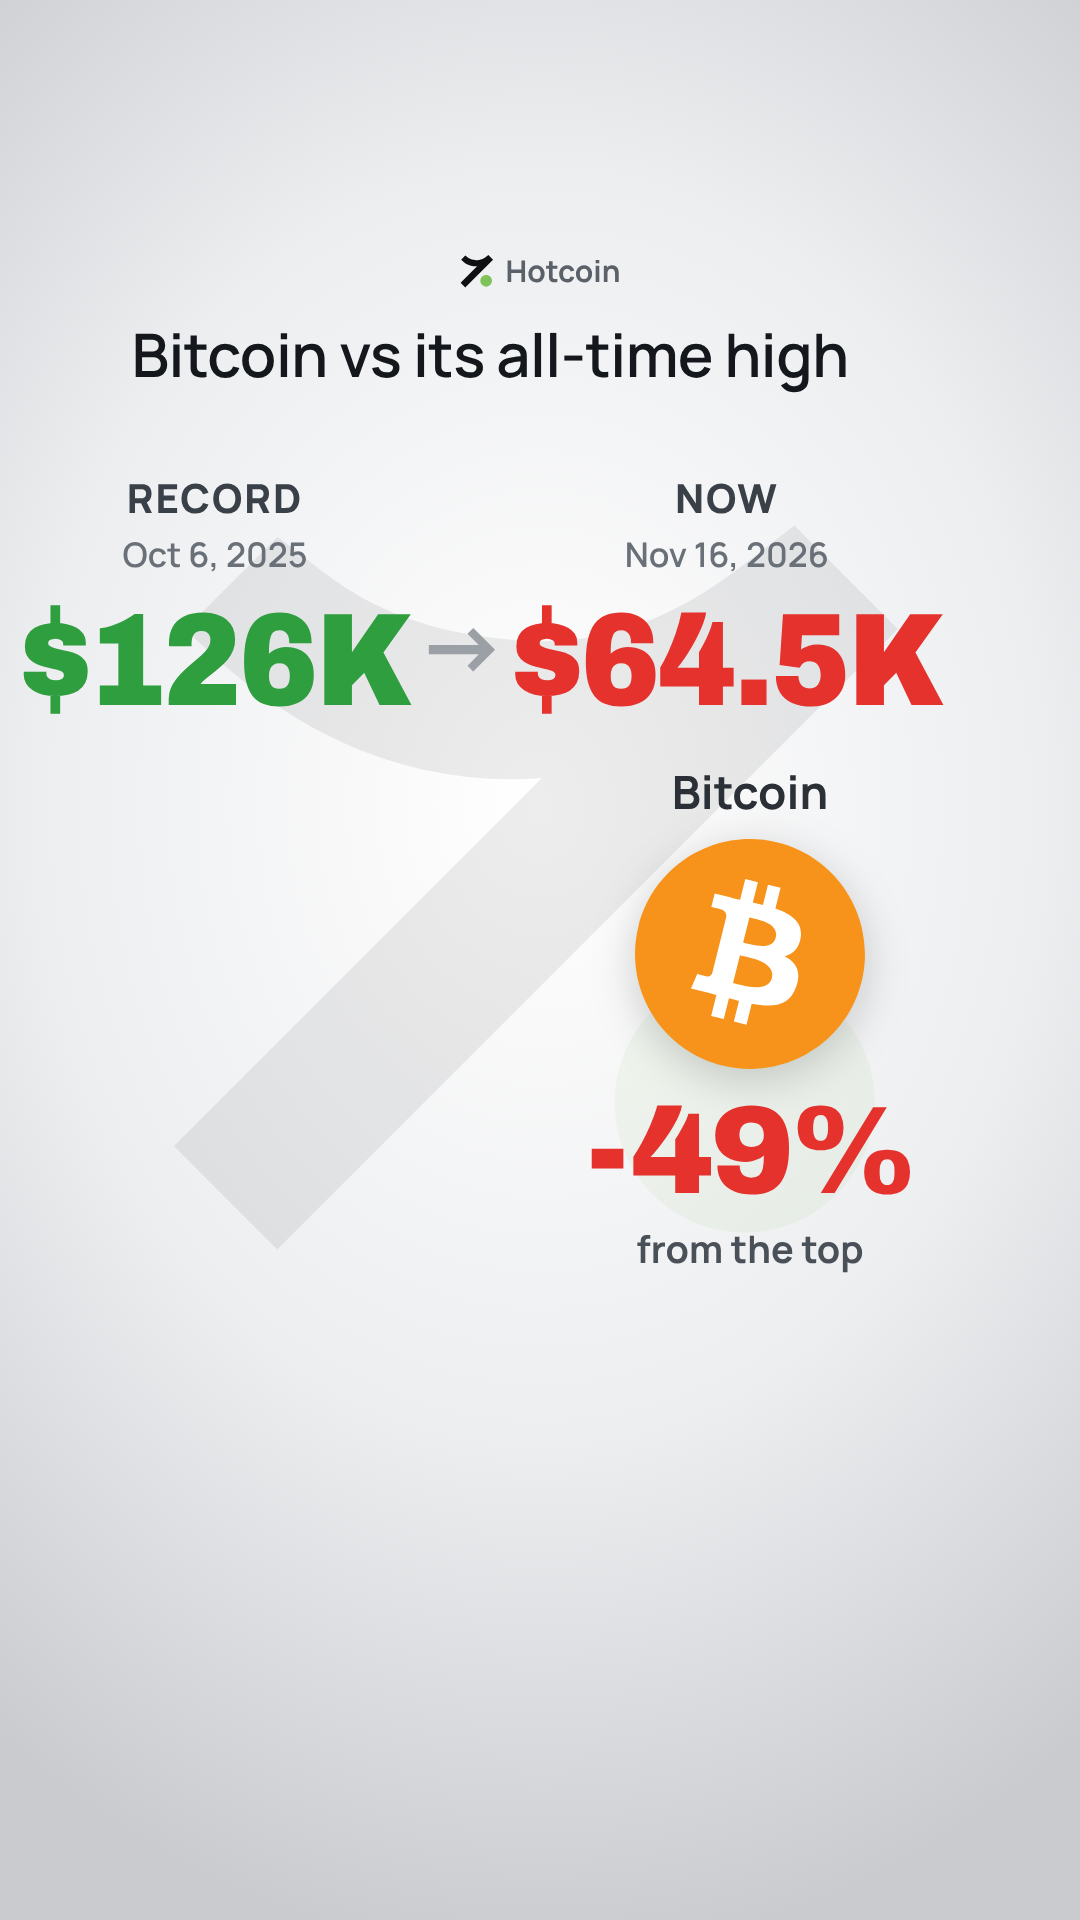 Hotcoin
Bitcoin vs its all-time high
RECORD
Oct 6, 2025
$126K
NOW
Nov 16, 2026
$64.5K
Bitcoin
-49%
from the top